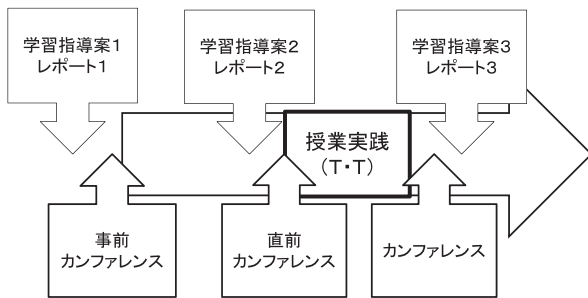 学習指導案1
レポート1
学習指導案2
レポート2
学習指導案3
レポート3
授業実践
(T・T)
事前
カンファレンス
直前
カンファレンス
カンファレンス